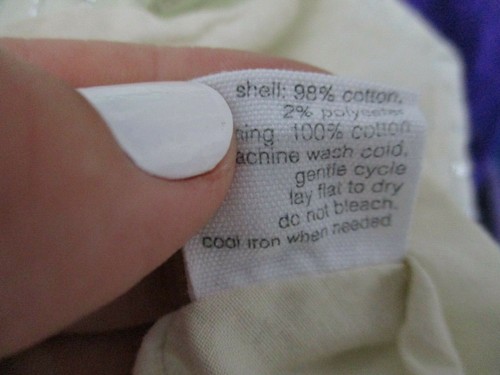 shell: 98% cotton,
2%
ning 100% cotton
achine wash cold,
gentle cycle
lay flat to dry
do not bleach.
cool iron when needed